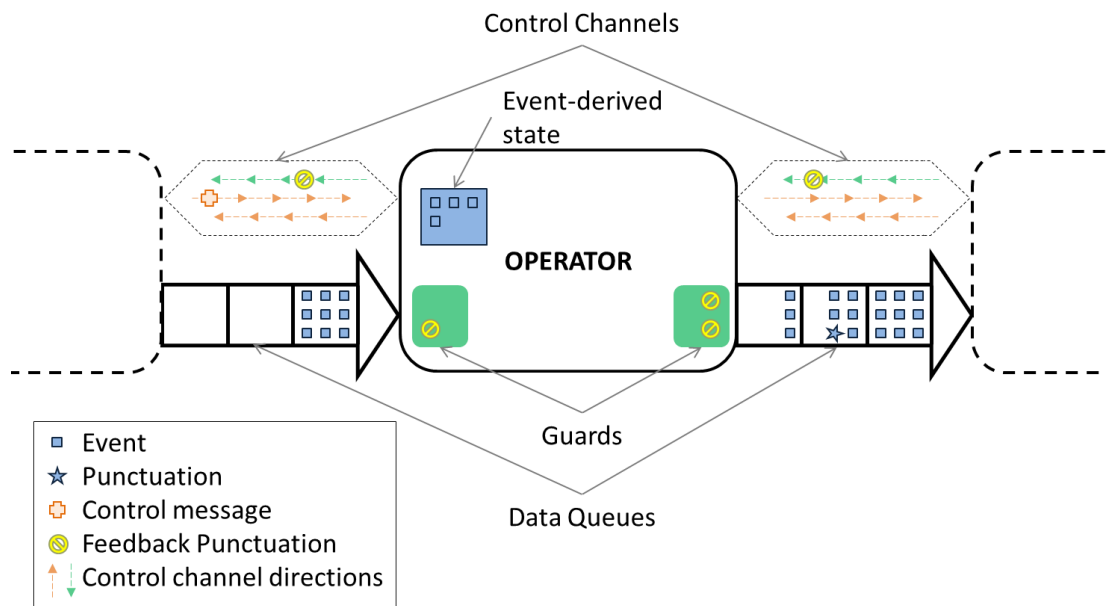 Control Channels
Event-derived
state
OPERATOR
Guards
Data Queues
Event
Punctuation
Control message
Feedback Punctuation
Control channel directions